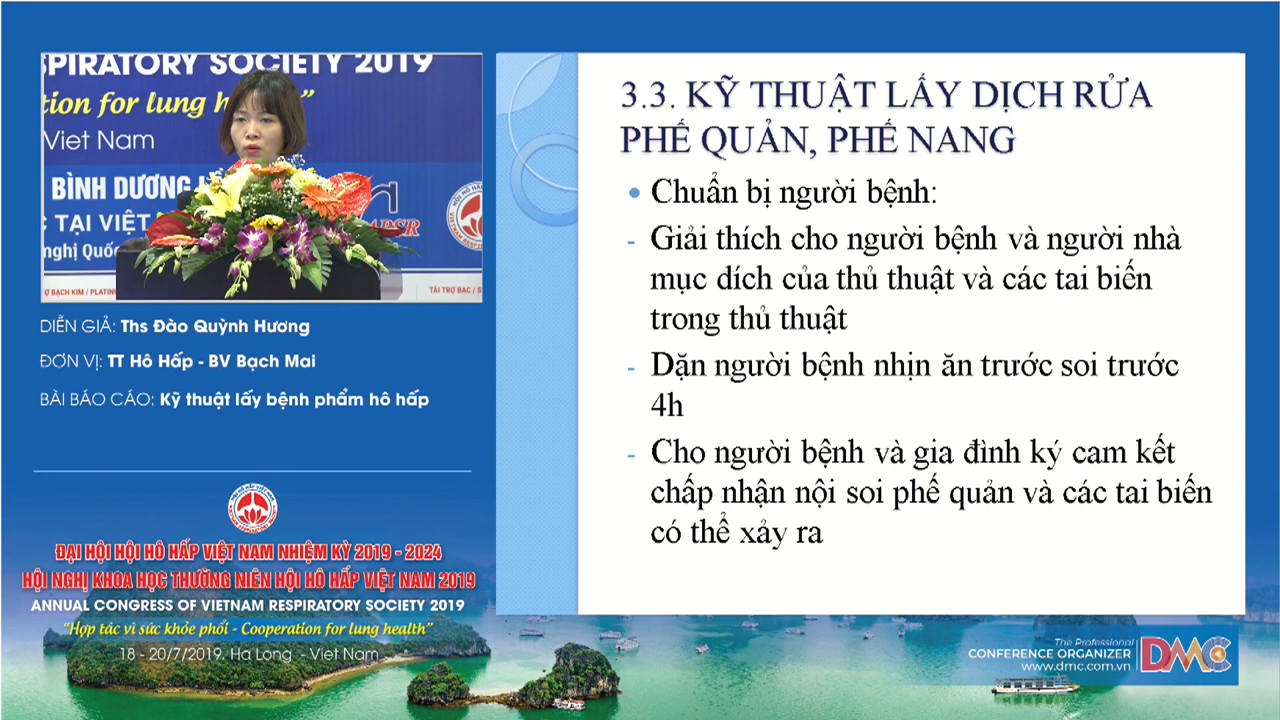 SPIRATORY SOCIETY 2019
tion for lung h
Viet Nam
BÌNH DƯƠNG
TẠI VIỆT
nghị Quốc
APSR
TÀI TRỢ BẠC / S
DIỄN GIẢ: Ths Đào Quỳnh Hương
ĐƠN VỊ: TT Hô Hấp - BV Bạch Mai
BÀI BÁO CÁO: Kỹ thuật lấy bệnh phẩm hô hấp
ĐẠI HỘI HỘI HÔ HẤP VIỆT NAM NHIỆM KỲ 2019 - 2024
HỘI NGHỊ KHOA HỌC THƯỜNG NIÊN HỘI HÔ HẤP VIỆT NAM 2019
ANNUAL CONGRESS OF VIETNAM RESPIRATORY SOCIETY 2019
"Hợp tác vì sức khỏe phổi - Cooperation for lung health"
18 - 20/7/2019. Ha Long - Viet Nam
3.3. KỸ THUẬT LẤY DỊCH RỬA
PHẾ QUẢN, PHẾ NANG
• Chuẩn bị người bệnh:
- Giải thích cho người bệnh và người nhà
mục đích của thủ thuật và các tai biến
trong thủ thuật
- Dặn người bệnh nhịn ăn trước soi trước
4h
- Cho người bệnh và gia đình ký cam kết
chấp nhận nội soi phế quản và các tai biến
có thể xảy ra
The Professional
CONFERENCE ORGANIZER
www.dmc.com.vn
DMC